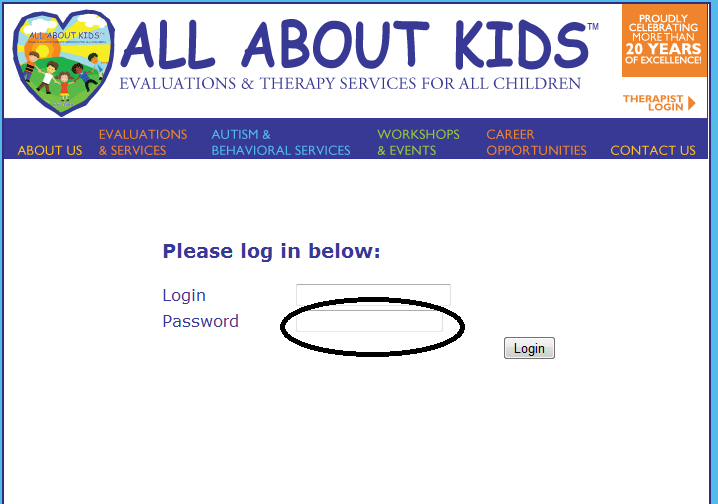 ALL ABOUT KIDS™
ALL ABOUT KIDS™
EVALUATIONS & THERAPY SERVICES FOR ALL CHILDREN
PROUDLY
CELEBRATING
MORE THAN
20 YEARS
OF EXCELLENCE!
THERAPIST
LOGIN
ABOUT US
EVALUATIONS
& SERVICES
AUTISM &
BEHAVIORAL SERVICES
WORKSHOPS
& EVENTS
CAREER
OPPORTUNITIES
CONTACT US
Please log in below:
Login
Password
Login